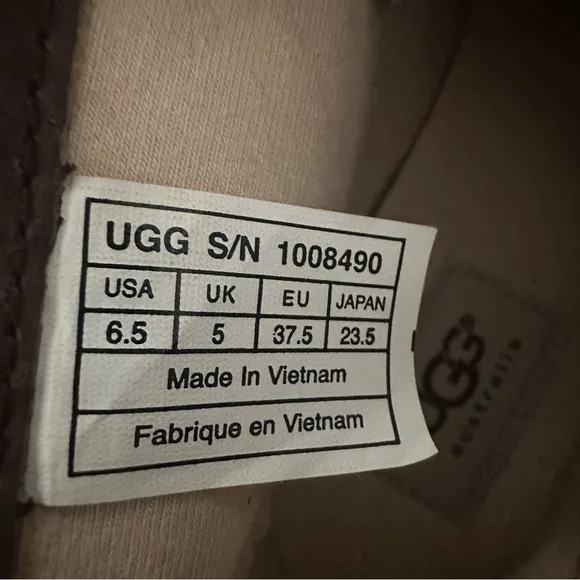 UGG S/N 1008490
USA UK EU JAPAN
6.5 5 37.5 23.5
Made In Vietnam
Fabrique en Vietnam
UGG®
australia